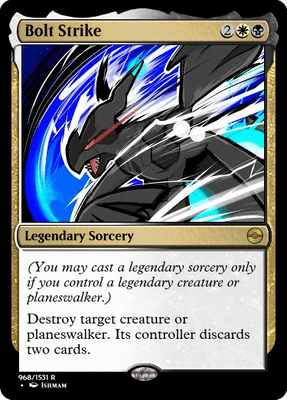 Bolt Strike 2
Legendary Sorcery
(You may cast a legendary sorcery only
if you control a legendary creature or
planeswalker.)
Destroy target creature or
planeswalker. Its controller discards
two cards.
968/1531 R
• Ishmam